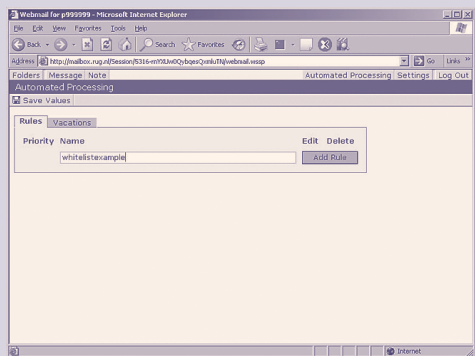 Webmail for p999999 - Microsoft Internet Explorer
File Edit View Favorites Tools Help
Back Search Favorites
Address http://mailbox.rug.nl/Session/5316-mYXUw0QybqesQxnluTNj/webmail.wssp Go Links »
Folders Message Note Automated Processing Settings Log Out
Automated Processing
Save Values
Rules Vacations
Priority Name Edit Delete
whitelistexample Add Rule
Internet